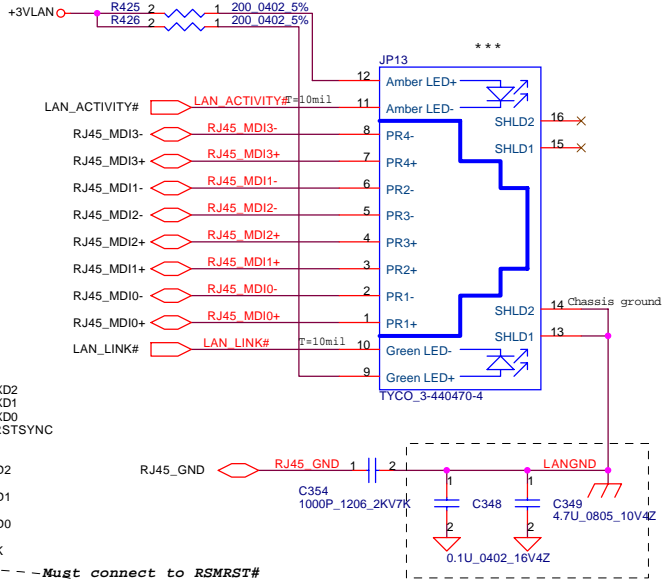 +3VLAN R425 2 1 200_0402_5%
R426 2 1 200_0402_5%
***
JP13
12 Amber LED+
LAN_ACTIVITY# LAN_ACTIVITY# T=10mil 11 Amber LED-
SHLD2 16
RJ45_MDI3- RJ45_MDI3- 8 PR4-
SHLD1 15
RJ45_MDI3+ RJ45_MDI3+ 7 PR4+
RJ45_MDI1- RJ45_MDI1- 6 PR2-
RJ45_MDI2- RJ45_MDI2- 5 PR3-
RJ45_MDI2+ RJ45_MDI2+ 4 PR3+
RJ45_MDI1+ RJ45_MDI1+ 3 PR2+
RJ45_MDI0- RJ45_MDI0- 2 PR1-
SHLD2 14 Chassis ground
RJ45_MDI0+ RJ45_MDI0+ 1 PR1+
SHLD1 13
LAN_LINK# LAN_LINK# T=10mil 10 Green LED-
9 Green LED+
TYCO_3-440470-4
XD2
XD1
XD0
RSTSYNC
D2
D1
D0
K
RJ45_GND RJ45_GND 1 2 LANGND
C354
1000P_1206_2KV7K
1 C348 1 C349
4.7U_0805_10V4Z
2 2
0.1U_0402_16V4Z
Must connect to RSMRST#